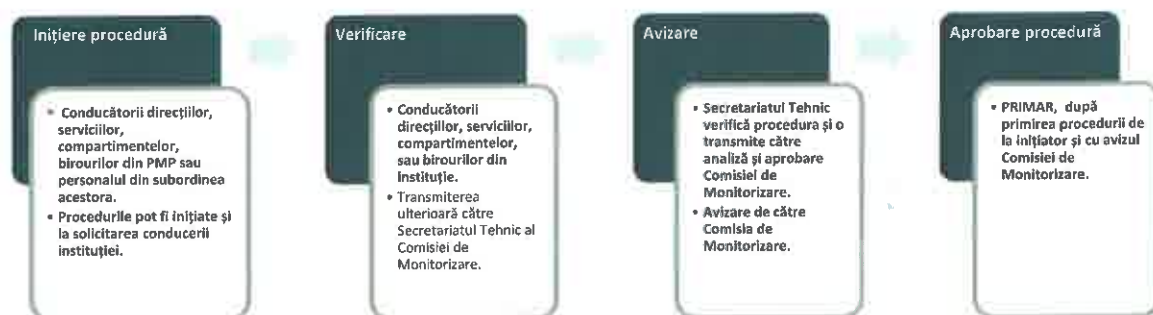 Inițiere procedură
• Conducătorii direcțiilor,
serviciilor,
compartimentelor,
birourilor din PMP sau
personalul din subordinea
acestora.
• Procedurile pot fi inițiate și
la solicitarea conducerii
instituției.
Verificare
• Conducătorii
direcțiilor, serviciilor,
compartimentelor,
sau birourilor din
instituție.
• Transmiterea
ulterioară către
Secretariatul Tehnic al
Comisiei de
Monitorizare.
Avizare
• Secretariatul Tehnic
verifică procedura și o
transmite către
analiză și aprobare
Comisiei de
Monitorizare.
• Avizare de către
Comisia de
Monitorizare.
Aprobare procedură
• PRIMAR, după
primirea procedurii de
la inițiator și cu avizul
Comisiei de
Monitorizare.